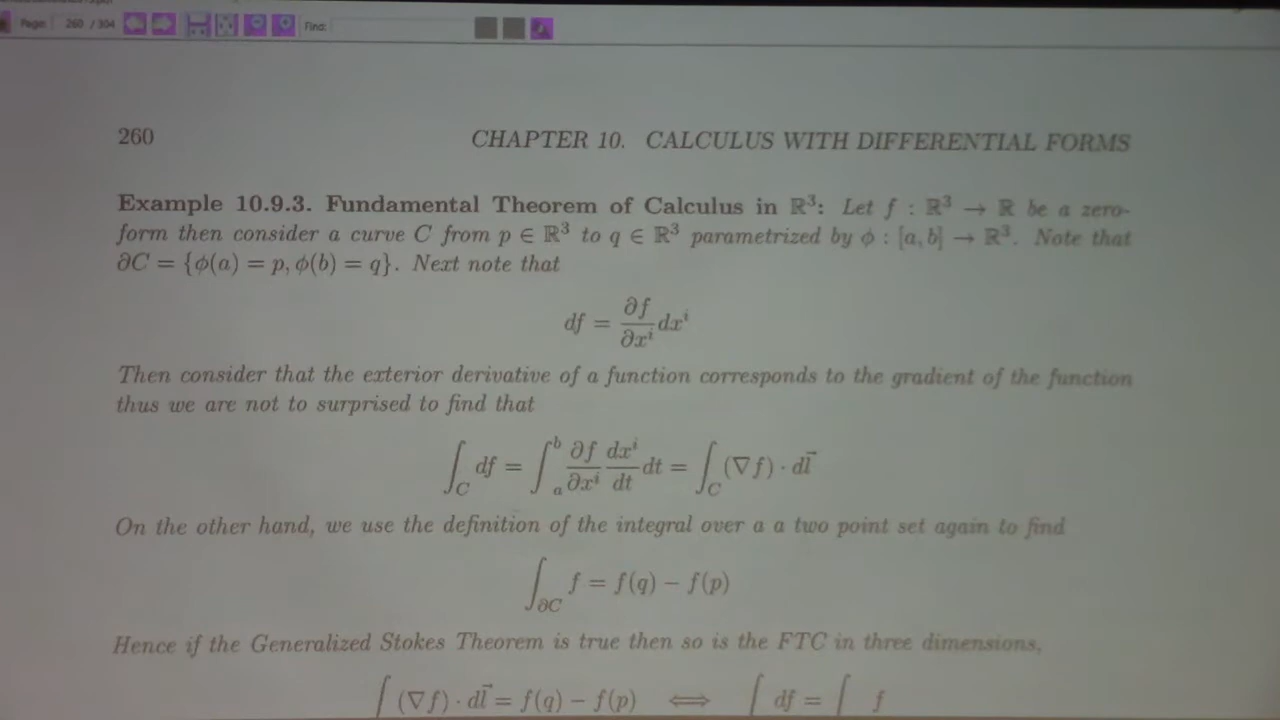 Page: 260 / 304 Find:
260 CHAPTER 10. CALCULUS WITH DIFFERENTIAL FORMS
Example 10.9.3. Fundamental Theorem of Calculus in ℝ³: Let f : ℝ³ → ℝ be a zero-
form then consider a curve C from p ∈ ℝ³ to q ∈ ℝ³ parametrized by ϕ : [a, b] → ℝ³. Note that
∂C = {ϕ(a) = p, ϕ(b) = q}. Next note that
df = ∂f/∂xⁱ dxⁱ
Then consider that the exterior derivative of a function corresponds to the gradient of the function
thus we are not to surprised to find that
∫_C df = ∫_a^b ∂f/∂xⁱ dxⁱ/dt dt = ∫_C (∇f) · dl⃗
On the other hand, we use the definition of the integral over a a two point set again to find
∫_∂C f = f(q) − f(p)
Hence if the Generalized Stokes Theorem is true then so is the FTC in three dimensions,
∫ (∇f) · dl⃗ = f(q) − f(p) ⟺ ∫ df = ∫ f